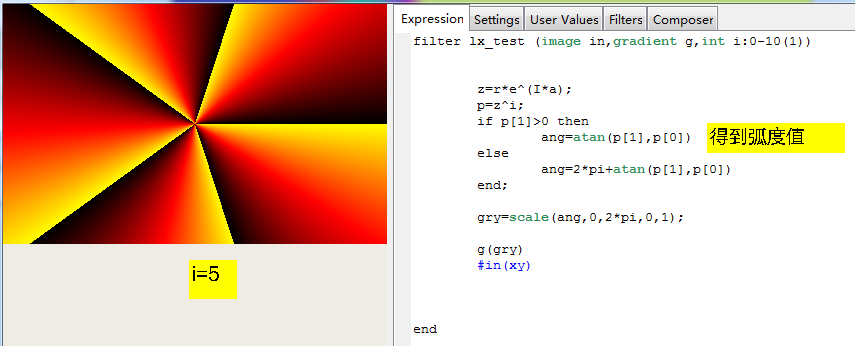 Expression Settings User Values Filters Composer
filter lx_test (image in,gradient g,int i:0-10(1))
z=r*e^(I*a);
p=z^i;
if p[1]>0 then
ang=atan(p[1],p[0])
得到弧度值
else
ang=2*pi+atan(p[1],p[0])
end;
gry=scale(ang,0,2*pi,0,1);
g(gry)
#in(xy)
end
i=5